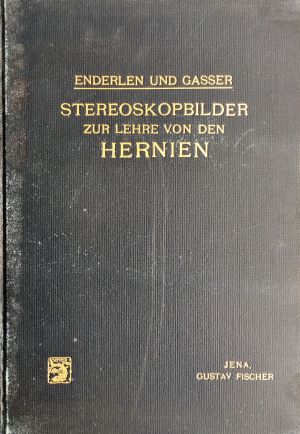 ENDERLEN UND GASSER
STEREOSKOPBILDER
ZUR LEHRE VON DEN
HERNIEN
JENA,
GUSTAV FISCHER